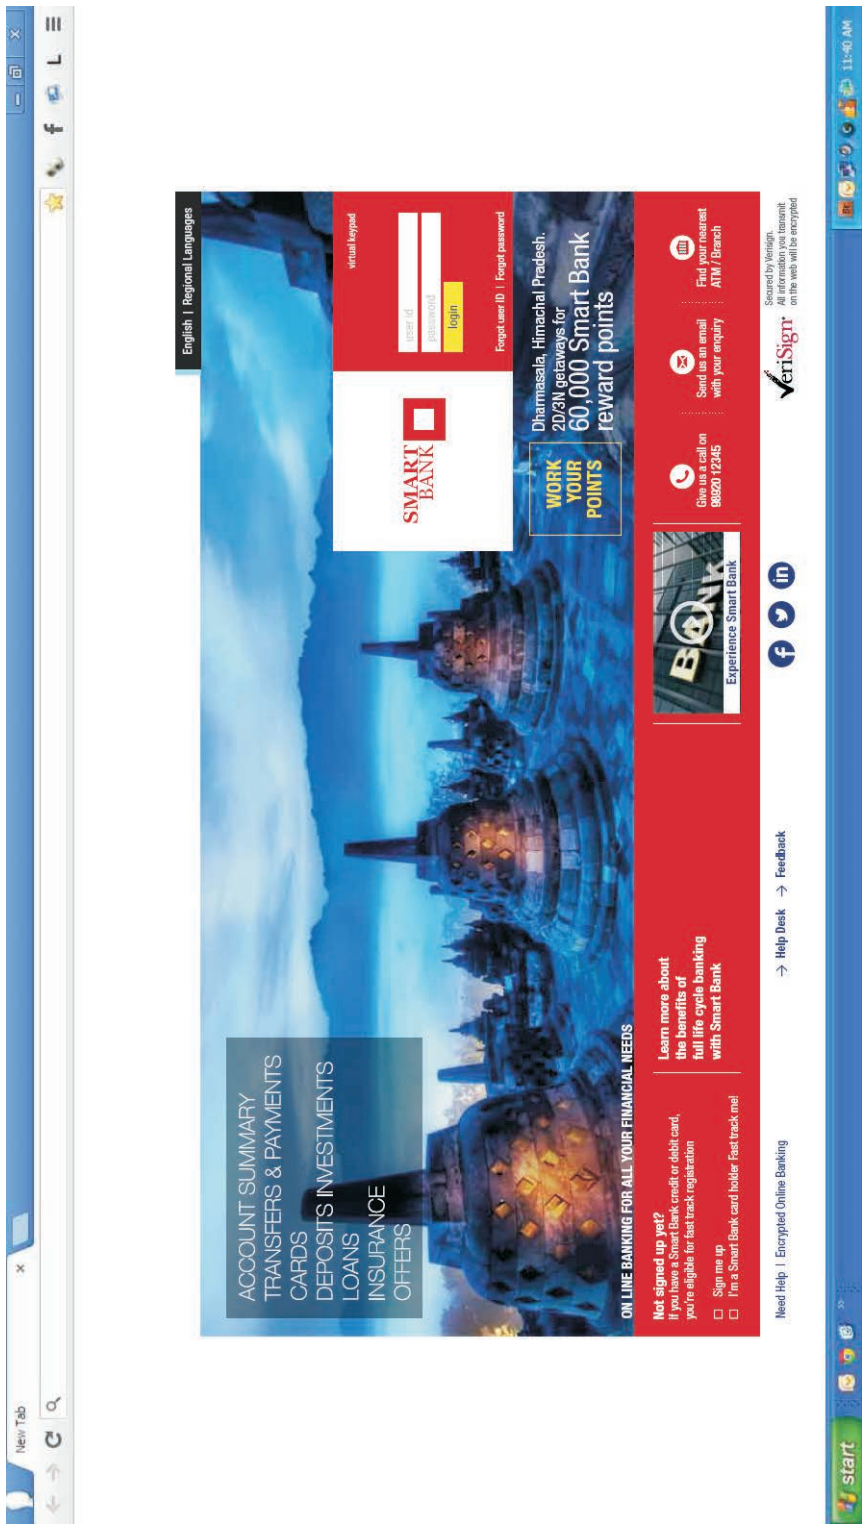 New Tab
English | Regional Languages
ACCOUNT SUMMARY
TRANSFERS & PAYMENTS
CARDS
DEPOSITS INVESTMENTS
LOANS
INSURANCE
OFFERS
SMART
BANK
virtual keypad
user id
password
login
Forgot user ID | Forgot password
WORK
YOUR
POINTS
Dharmasala, Himachal Pradesh.
2D/3N getaways for
60,000 Smart Bank
reward points
ON LINE BANKING FOR ALL YOUR FINANCIAL NEEDS
Not signed up yet?
If you have a Smart Bank credit or debit card,
you're eligible for fast track registration
Sign me up
I'm a Smart Bank card holder Fast track me!
Learn more about
the benefits of
full life cycle banking
with Smart Bank
BANK
Experience Smart Bank
Give us a call on
98920 12345
Send us an email
with your enquiry
Find your nearest
ATM / Branch
Need Help | Encrypted Online Banking
→ Help Desk → Feedback
f in
VeriSign
Secured by Verisign.
All information you transmit
on the web will be encrypted
start
11:40 AM